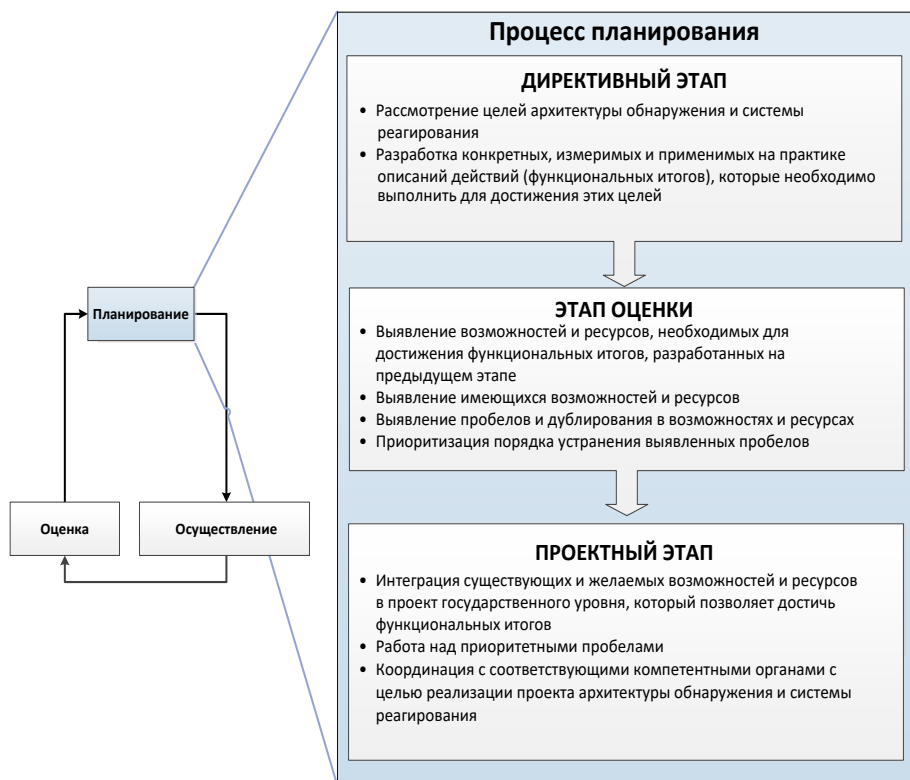 Планирование
Оценка
Осуществление
Процесс планирования
ДИРЕКТИВНЫЙ ЭТАП
• Рассмотрение целей архитектуры обнаружения и системы
реагирования
• Разработка конкретных, измеримых и применимых на практике
описаний действий (функциональных итогов), которые необходимо
выполнить для достижения этих целей
ЭТАП ОЦЕНКИ
• Выявление возможностей и ресурсов, необходимых для
достижения функциональных итогов, разработанных на
предыдущем этапе
• Выявление имеющихся возможностей и ресурсов
• Выявление пробелов и дублирования в возможностях и ресурсах
• Приоритизация порядка устранения выявленных пробелов
ПРОЕКТНЫЙ ЭТАП
• Интеграция существующих и желаемых возможностей и ресурсов
в проект государственного уровня, который позволяет достичь
функциональных итогов
• Работа над приоритетными пробелами
• Координация с соответствующими компетентными органами с
целью реализации проекта архитектуры обнаружения и системы
реагирования